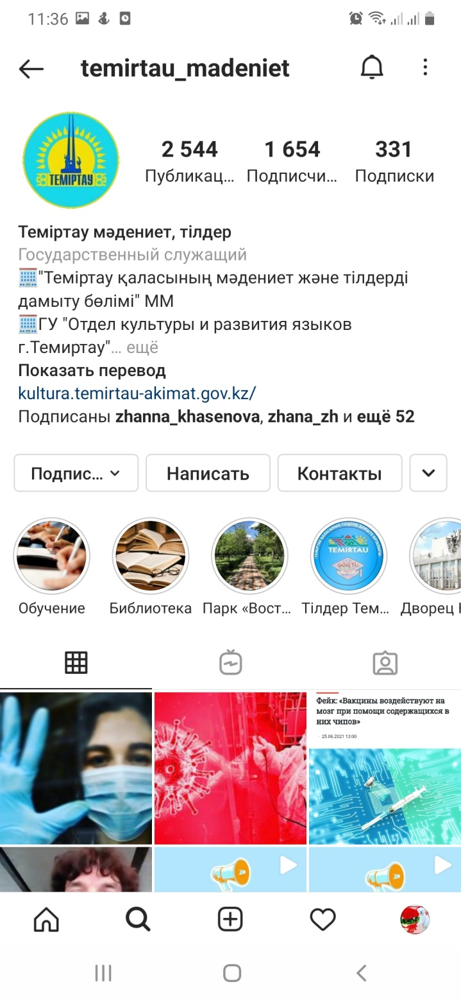 11:36
temirtau_madeniet
ТЕМІРТАУ
2 544
1 654
331
Публикац...
Подписчи...
Подписки
Теміртау мәдениет, тілдер
Государственный служащий
"Теміртау қаласының мәдениет және тілдерді
дамыту бөлімі" ММ
ГУ "Отдел культуры и развития языков
г.Темиртау"... ещё
Показать перевод
kultura.temirtau-akimat.gov.kz/
Подписаны zhanna_khasenova, zhana_zh и ещё 52
Подпис...
Написать
Контакты
TEMIRTAU
QAZAQ TILI
Обучение
Библиотека
Парк «Вост...
Тілдер Тем...
Дворец
Фейк: «Вакцины воздействуют на
мозг при помощи содержащихся в
них чипов»
- 25.06.2021 13:00